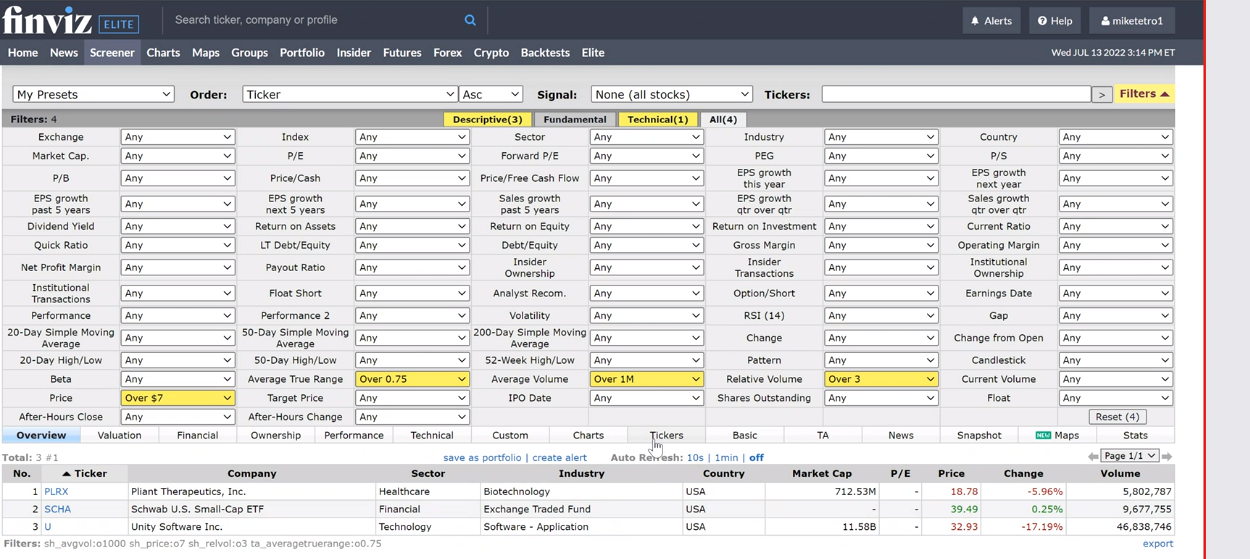 finviz ELITE Search ticker, company or profile Alerts Help miketetro1
Home News Screener Charts Maps Groups Portfolio Insider Futures Forex Crypto Backtests Elite Wed JUL 13 2022 3:14 PM ET
My Presets Order: Ticker Asc Signal: None (all stocks) Tickers: > Filters
Filters: 4 Descriptive(3) Fundamental Technical(1) All(4)
Exchange Any Index Any Sector Any Industry Any Country Any
Market Cap. Any P/E Any Forward P/E Any PEG Any P/S Any
P/B Any Price/Cash Any Price/Free Cash Flow Any EPS growth this year Any EPS growth next year Any
EPS growth past 5 years Any EPS growth next 5 years Any Sales growth past 5 years Any EPS growth qtr over qtr Any Sales growth qtr over qtr Any
Dividend Yield Any Return on Assets Any Return on Equity Any Return on Investment Any Current Ratio Any
Quick Ratio Any LT Debt/Equity Any Debt/Equity Any Gross Margin Any Operating Margin Any
Net Profit Margin Any Payout Ratio Any Insider Ownership Any Insider Transactions Any Institutional Ownership Any
Institutional Transactions Any Float Short Any Analyst Recom. Any Option/Short Any Earnings Date Any
Performance Any Performance 2 Any Volatility Any RSI (14) Any Gap Any
20-Day Simple Moving Average Any 50-Day Simple Moving Average Any 200-Day Simple Moving Average Any Change Any Change from Open Any
20-Day High/Low Any 50-Day High/Low Any 52-Week High/Low Any Pattern Any Candlestick Any
Beta Any Average True Range Over 0.75 Average Volume Over 1M Relative Volume Over 3 Current Volume Any
Price Over $7 Target Price Any IPO Date Any Shares Outstanding Any Float Any
After-Hours Close Any After-Hours Change Any Reset (4)
Overview Valuation Financial Ownership Performance Technical Custom Charts Tickers Basic TA News Snapshot NEW Maps Stats
Total: 3 #1 save as portfolio | create alert Auto Refresh: 10s | 1min | off Page 1/1
No. Ticker Company Sector Industry Country Market Cap P/E Price Change Volume
1 PLRX Pliant Therapeutics, Inc. Healthcare Biotechnology USA 712.53M - 18.78 -5.96% 5,802,787
2 SCHA Schwab U.S. Small-Cap ETF Financial Exchange Traded Fund USA - - 39.49 0.25% 9,677,755
3 U Unity Software Inc. Technology Software - Application USA 11.58B - 32.93 -17.19% 46,838,746
Filters: sh_avgvol:o1000 sh_price:o7 sh_relvol:o3 ta_averagetruerange:o0.75 export